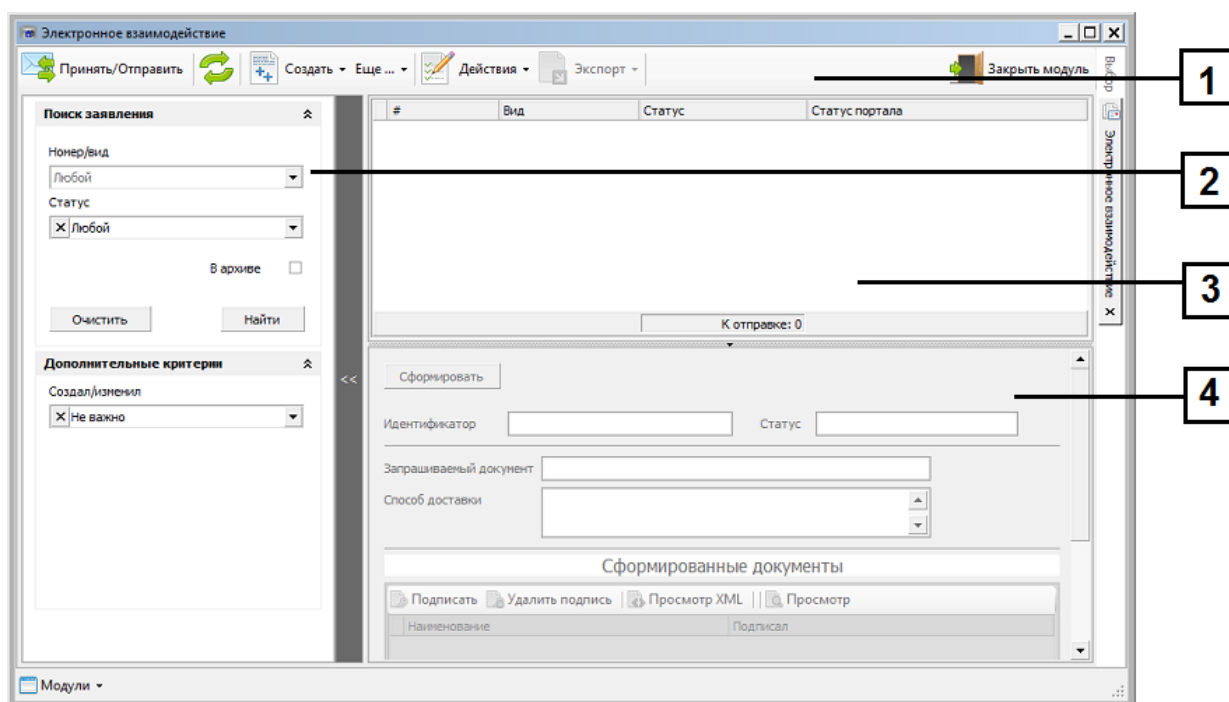 Электронное взаимодействие
Принять/Отправить Создать Еще ... Действия Экспорт Закрыть модуль
1
Выбор
Поиск заявления
# Вид Статус Статус портала
Номер/вид
Любой
2
Электронное взаимодействие
Статус
Любой
В архиве
3
Очистить Найти
К отправке: 0
Дополнительные критерии
<<
Сформировать
4
Создал/изменил
Не важно
Идентификатор Статус
Запрашиваемый документ
Способ доставки
Сформированные документы
Подписать Удалить подпись Просмотр XML Просмотр
Наименование Подписал
Модули